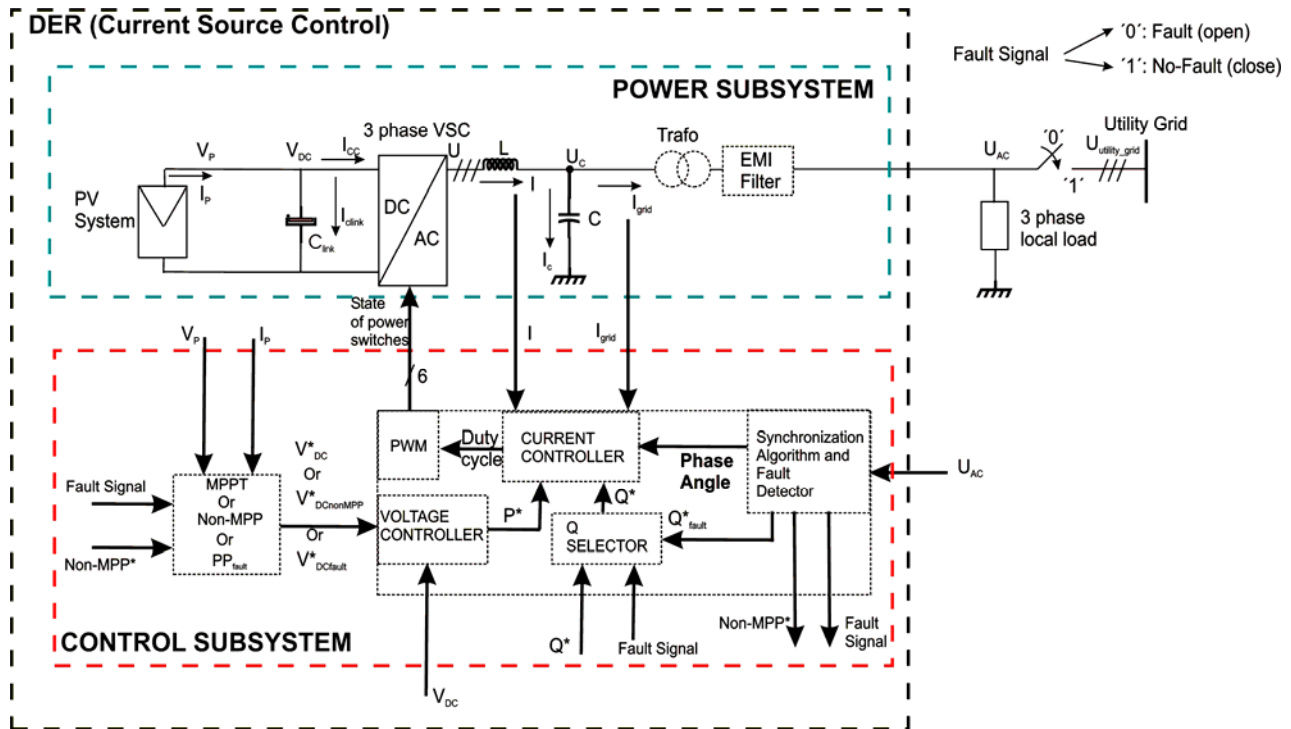 DER (Current Source Control)
Fault Signal
´0´: Fault (open)
´1´: No-Fault (close)
POWER SUBSYSTEM
3 phase VSC
Trafo
Utility Grid
V_P
I_P
V_DC
I_CC
U
L
I
U_C
I_grid
EMI
Filter
U_AC
´0´
´1´
U_utility_grid
PV
System
C_link
I_clink
DC
AC
C
I_c
3 phase
local load
State
of power
switches
6
V_P
I_P
I
I_grid
Fault Signal
Non-MPP*
MPPT
Or
Non-MPP
Or
PP_fault
V*_DC
Or
V*_DCnonMPP
Or
V*_DCfault
PWM
Duty
cycle
CURRENT
CONTROLLER
Phase
Angle
Synchronization
Algorithm and
Fault
Detector
U_AC
VOLTAGE
CONTROLLER
P*
Q*
Q
SELECTOR
Q*_fault
CONTROL SUBSYSTEM
V_DC
Q*
Fault Signal
Non-MPP*
Fault
Signal